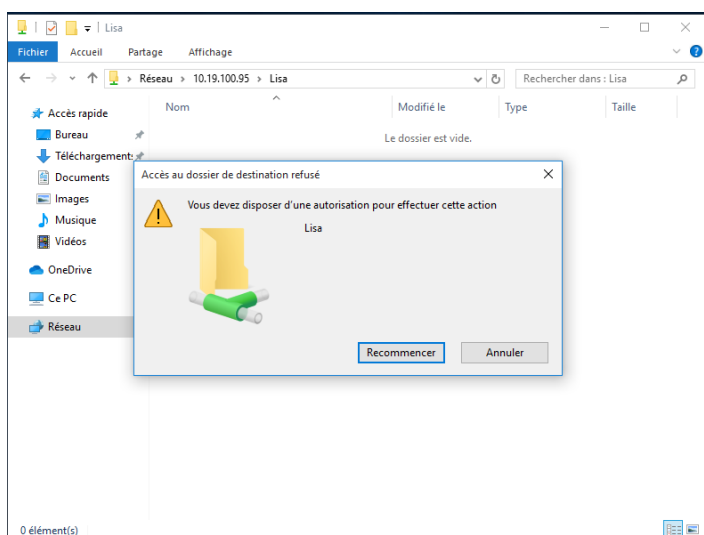 Lisa
Fichier Accueil Partage Affichage
Réseau > 10.19.100.95 > Lisa Rechercher dans : Lisa
Nom Modifié le Type Taille
Le dossier est vide.
Accès rapide
Bureau
Téléchargement
Documents
Images
Musique
Vidéos
OneDrive
Ce PC
Réseau
Accès au dossier de destination refusé
Vous devez disposer d'une autorisation pour effectuer cette action
Lisa
Recommencer Annuler
0 élément(s)